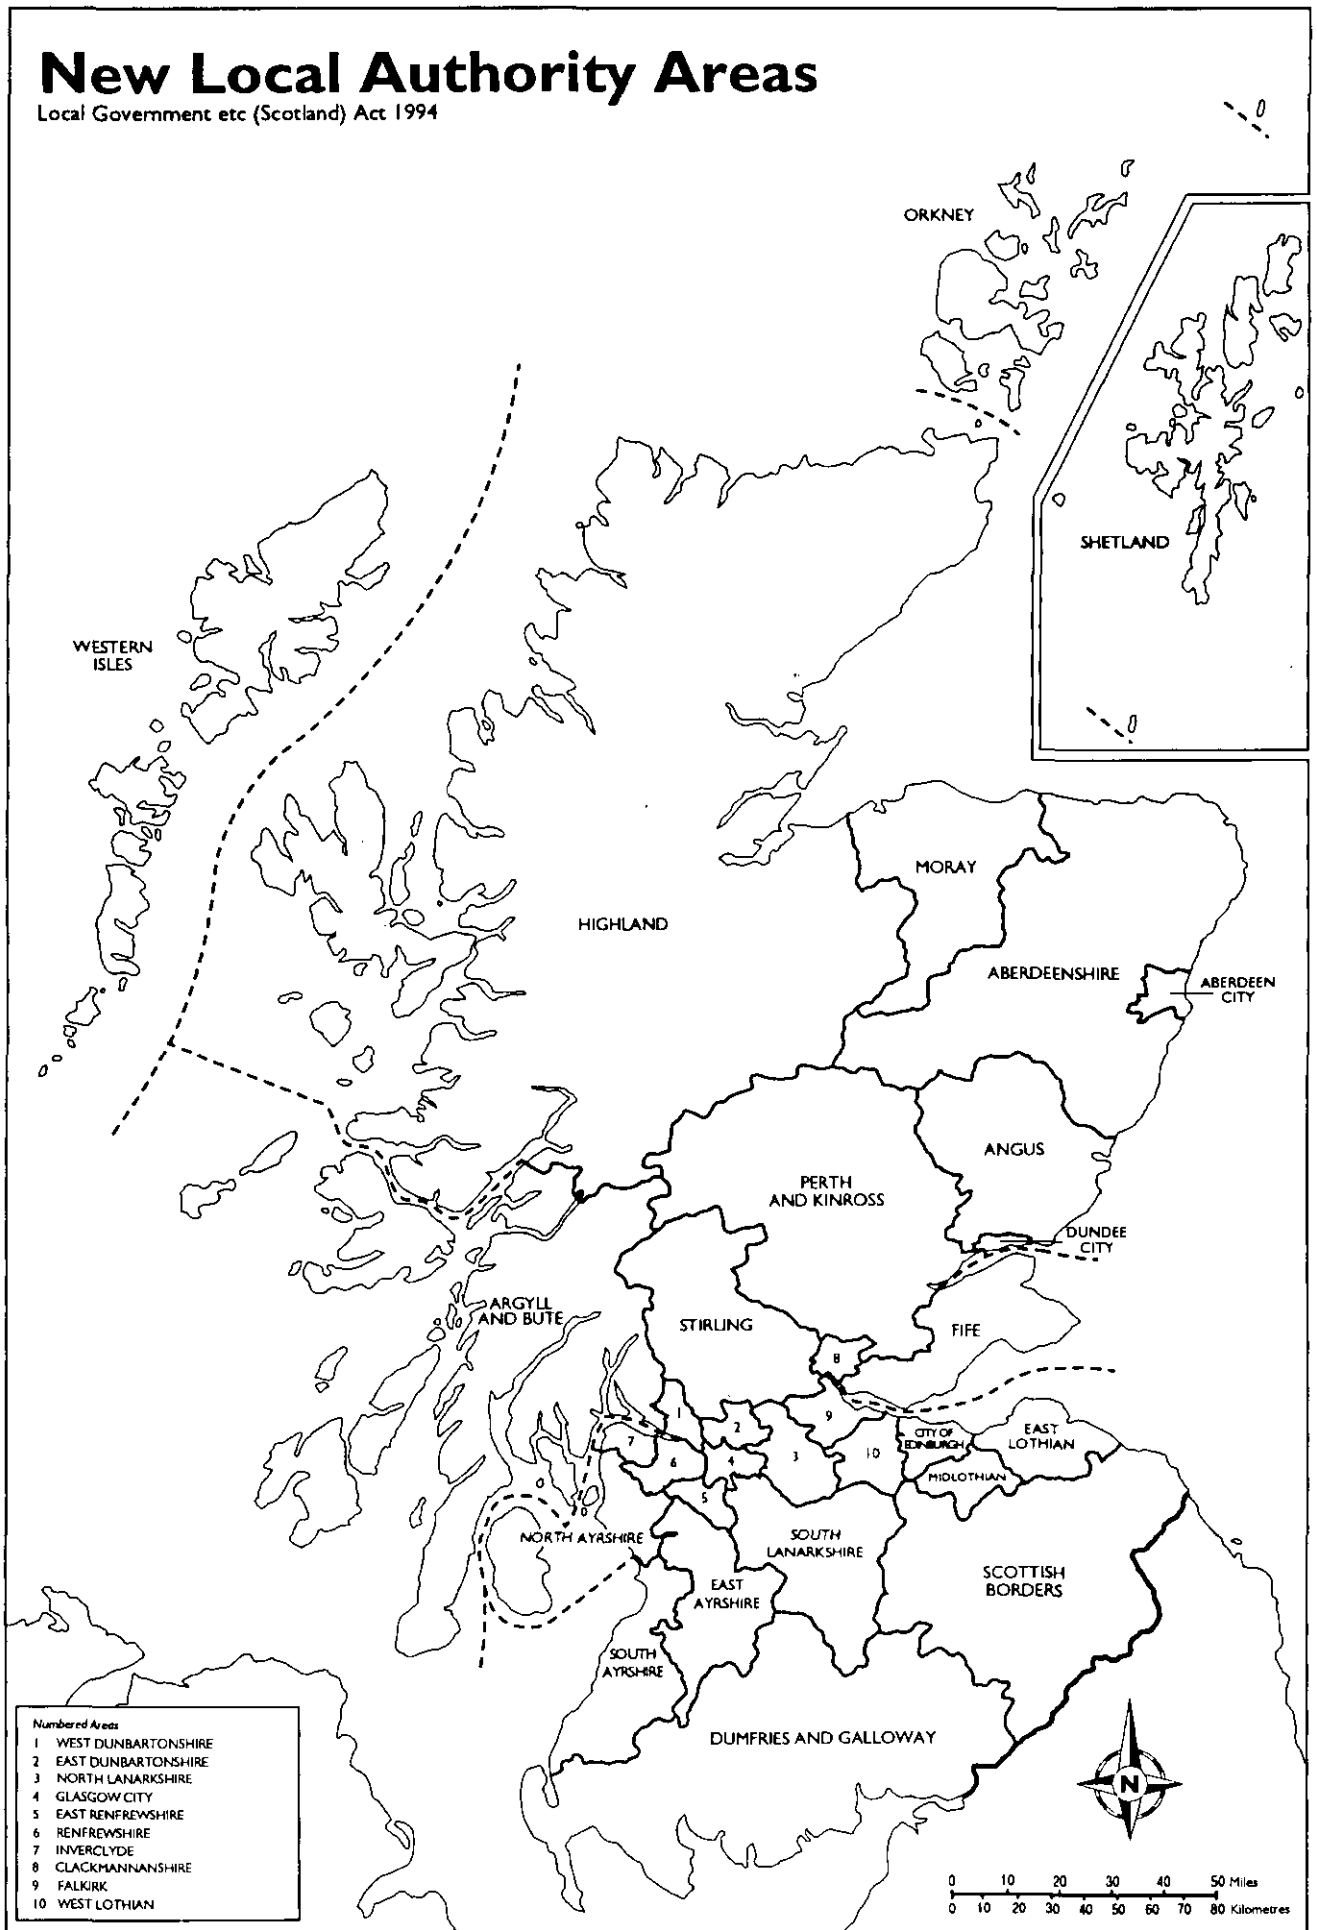 New Local Authority Areas
Local Government etc (Scotland) Act 1994
ORKNEY
SHETLAND
WESTERN
ISLES
MORAY
HIGHLAND
ABERDEENSHIRE
ABERDEEN
CITY
ANGUS
PERTH
AND KINROSS
DUNDEE
CITY
ARGYLL
AND BUTE
STIRLING
FIFE
8
1
2
9
7
6
4
3
10
5
CITY OF
EDINBURGH
EAST
LOTHIAN
MIDLOTHIAN
NORTH AYRSHIRE
SOUTH
LANARKSHIRE
EAST
AYRSHIRE
SCOTTISH
BORDERS
SOUTH
AYRSHIRE
DUMFRIES AND GALLOWAY
Numbered Areas
1 WEST DUNBARTONSHIRE
2 EAST DUNBARTONSHIRE
3 NORTH LANARKSHIRE
4 GLASGOW CITY
5 EAST RENFREWSHIRE
6 RENFREWSHIRE
7 INVERCLYDE
8 CLACKMANNANSHIRE
9 FALKIRK
10 WEST LOTHIAN
N
0 10 20 30 40 50 Miles
0 10 20 30 40 50 60 70 80 Kilometres